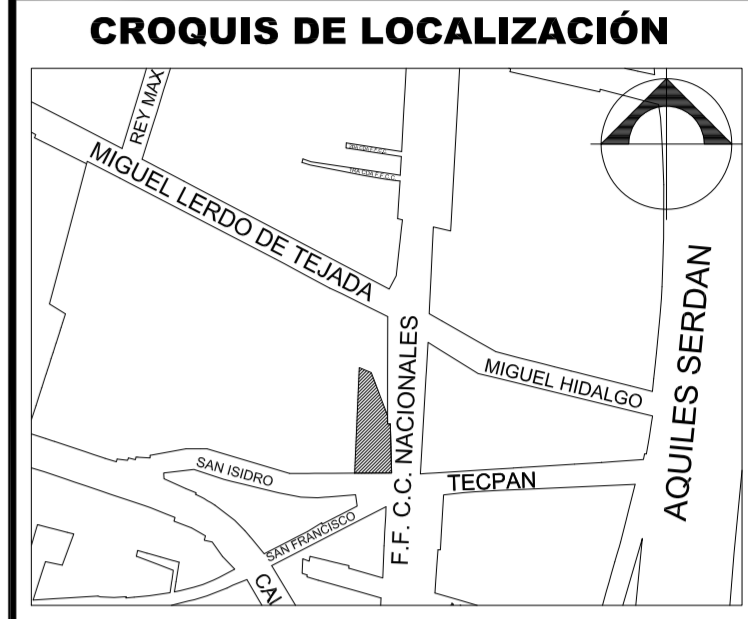 CROQUIS DE LOCALIZACIÓN
REY MAX
MIGUEL LERDO DE TEJADA
F.F. C.C. NACIONALES
MIGUEL HIDALGO
AQUILES SERDAN
SAN ISIDRO
TECPAN
SAN FRANCISCO